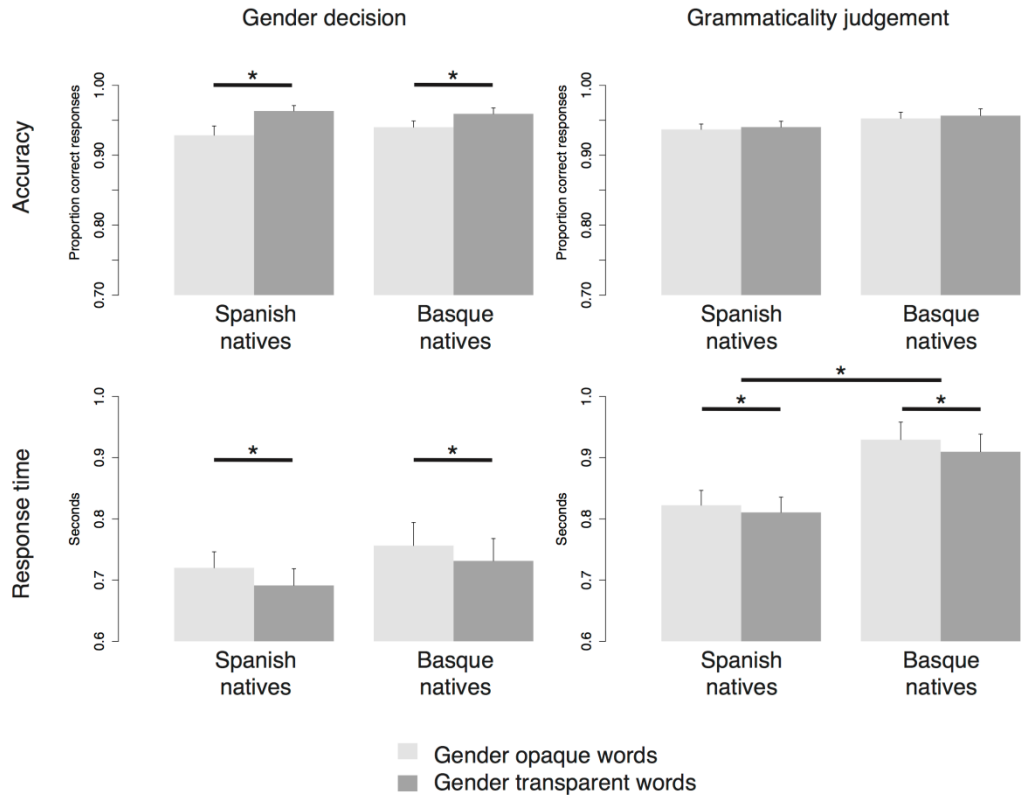 Gender decision
Grammaticality judgement
Accuracy
Proportion correct responses
1.00
0.90
0.80
0.70
*
*
Spanish
natives
Basque
natives
Proportion correct responses
1.00
0.90
0.80
0.70
Spanish
natives
Basque
natives
Response time
Seconds
1.0
0.9
0.8
0.7
0.6
*
*
Spanish
natives
Basque
natives
Seconds
1.0
0.9
0.8
0.7
0.6
*
*
*
Spanish
natives
Basque
natives
Gender opaque words
Gender transparent words